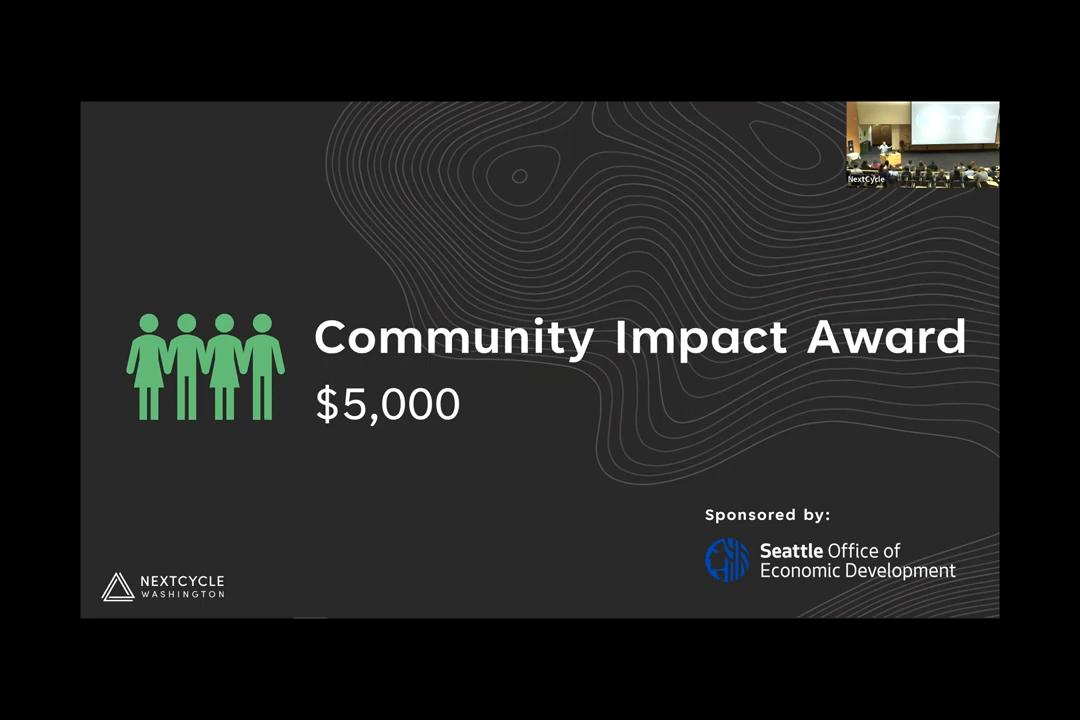 NextCycle
Community Impact Award
$5,000
Sponsored by:
Seattle Office of
Economic Development
NEXTCYCLE
WASHINGTON